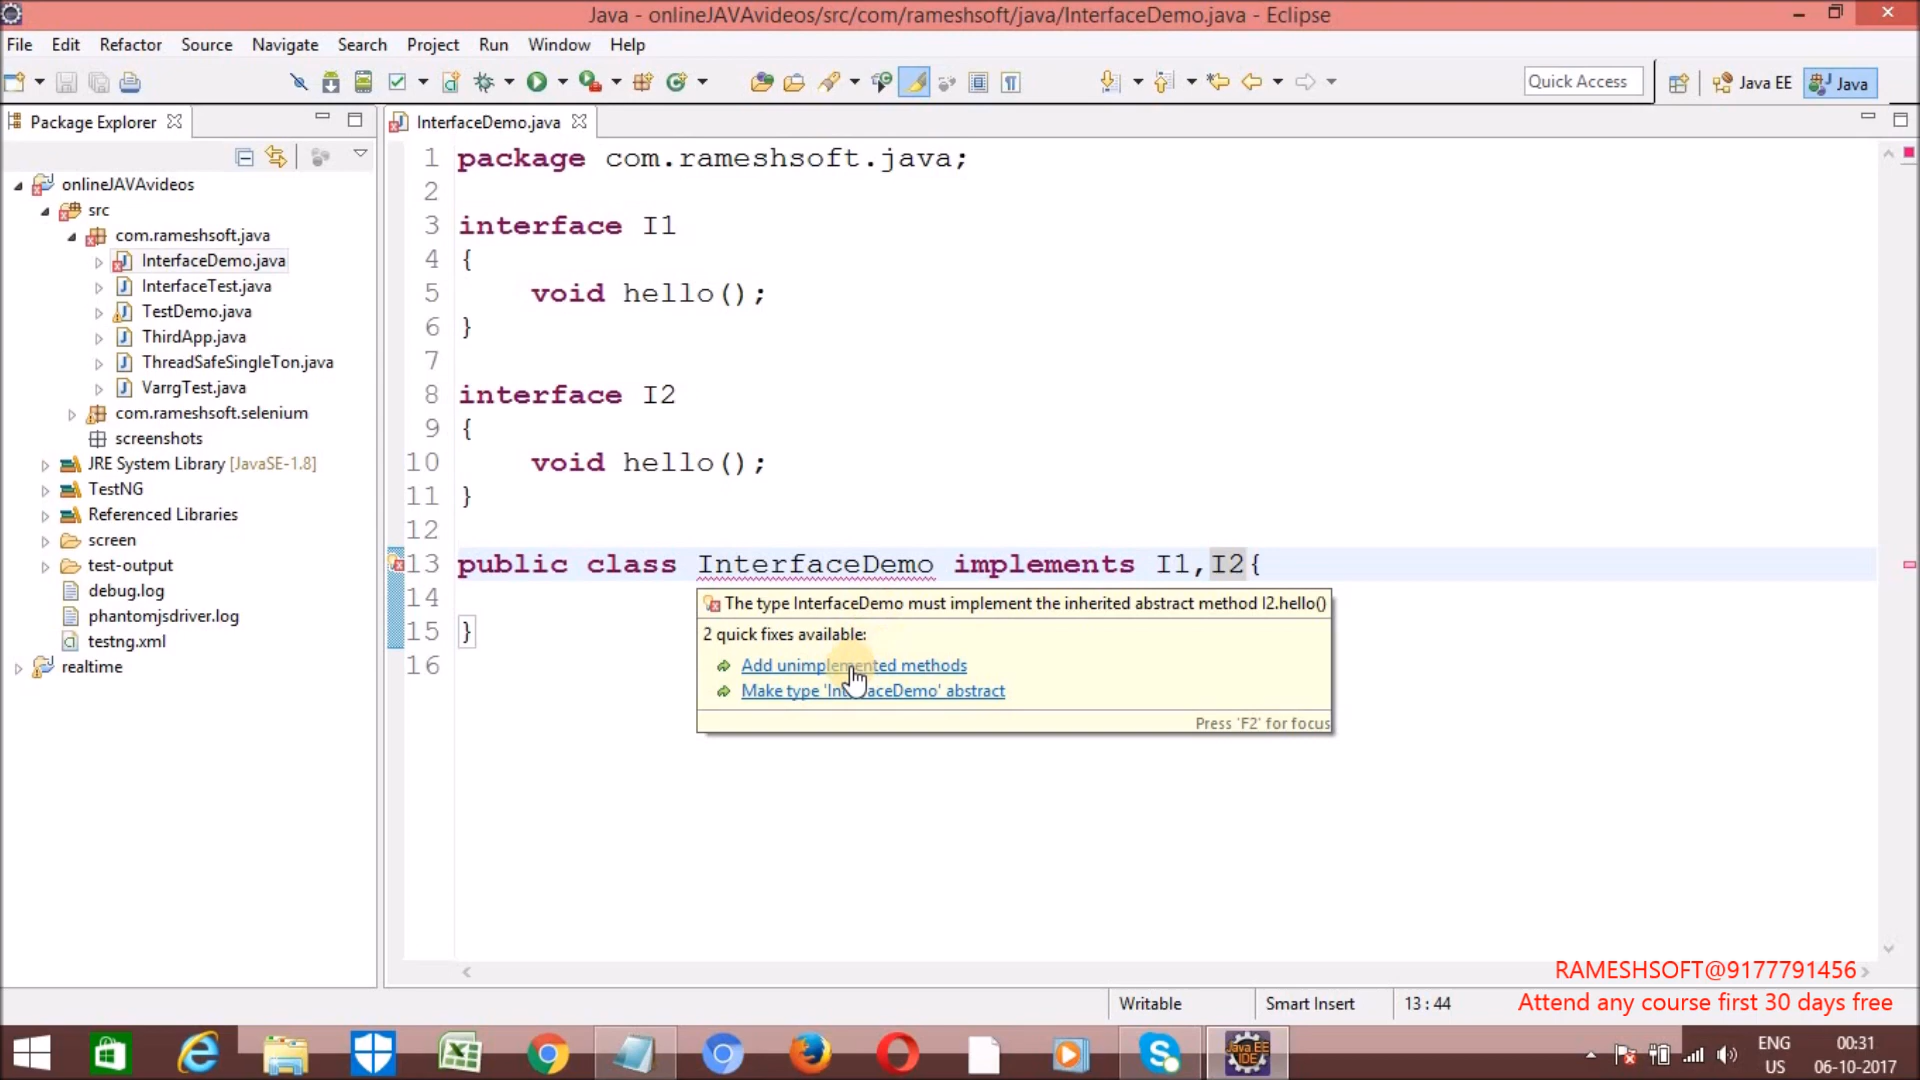 Java - onlineJAVAvideos/src/com/rameshsoft/java/InterfaceDemo.java - Eclipse
File Edit Refactor Source Navigate Search Project Run Window Help
Quick Access
Java EE
Java
Package Explorer
InterfaceDemo.java
onlineJAVAvideos
src
com.rameshsoft.java
InterfaceDemo.java
InterfaceTest.java
TestDemo.java
ThirdApp.java
ThreadSafeSingleTon.java
VarrgTest.java
com.rameshsoft.selenium
screenshots
JRE System Library [JavaSE-1.8]
TestNG
Referenced Libraries
screen
test-output
debug.log
phantomjsdriver.log
testng.xml
realtime
1 package com.rameshsoft.java;
2
3 interface I1
4 {
5 void hello();
6 }
7
8 interface I2
9 {
10 void hello();
11 }
12
13 public class InterfaceDemo implements I1,I2{
14
15 }
16
The type InterfaceDemo must implement the inherited abstract method I2.hello()
2 quick fixes available:
Add unimplemented methods
Make type 'InterfaceDemo' abstract
Press 'F2' for focus
RAMESHSOFT@9177791456
Attend any course first 30 days free
Writable Smart Insert 13 : 44
Java EE
IDE
ENG
US
00:31
06-10-2017